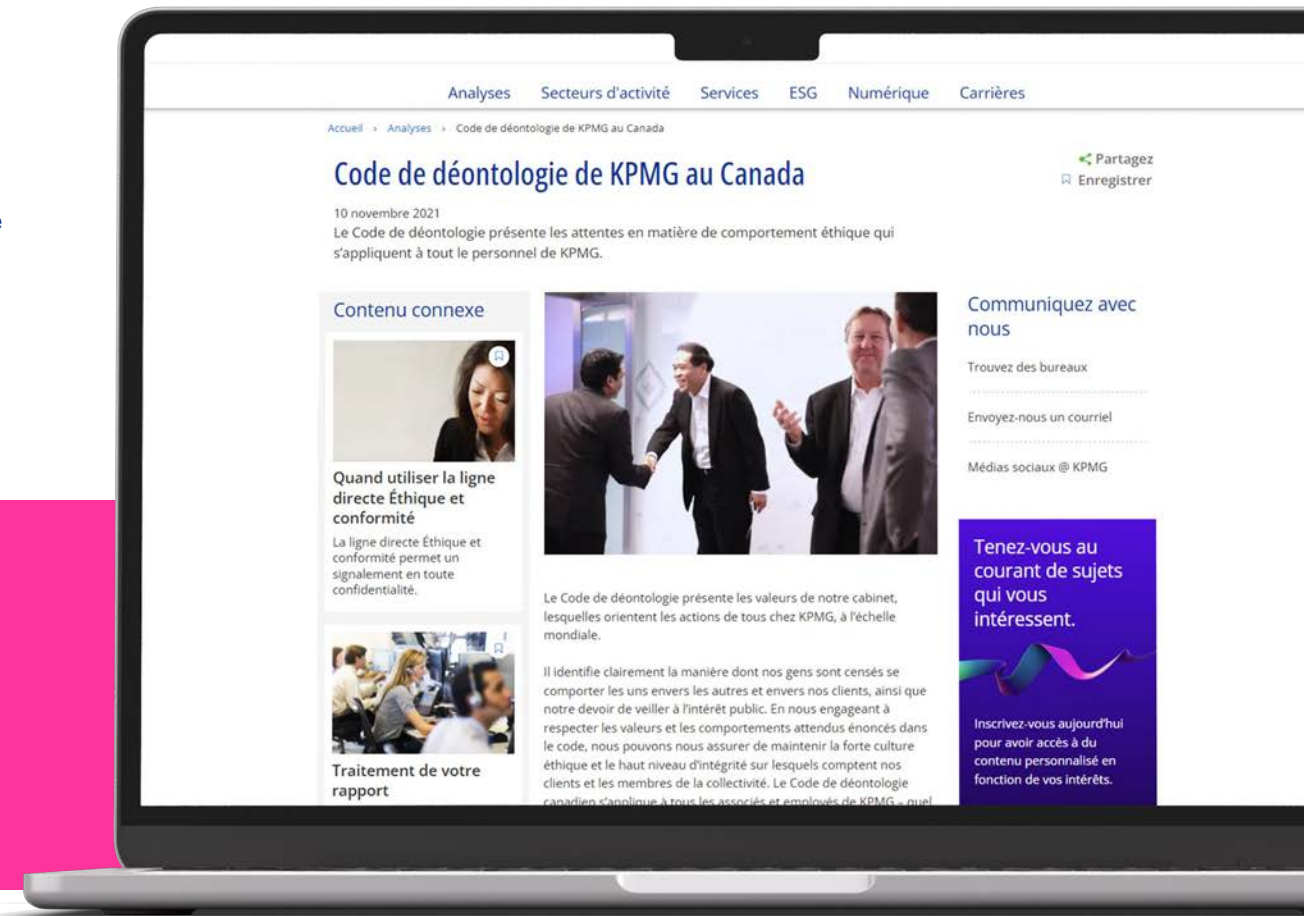 Analyses Secteurs d'activité Services ESG Numérique Carrières
Accueil › Analyses › Code de déontologie de KPMG au Canada
Code de déontologie de KPMG au Canada
Partagez
Enregistrer
10 novembre 2021
Le Code de déontologie présente les attentes en matière de comportement éthique qui
s'appliquent à tout le personnel de KPMG.
Contenu connexe
Quand utiliser la ligne
directe Éthique et
conformité
La ligne directe Éthique et
conformité permet un
signalement en toute
confidentialité.
Traitement de votre
rapport
Le Code de déontologie présente les valeurs de notre cabinet,
lesquelles orientent les actions de tous chez KPMG, à l'échelle
mondiale.
Il identifie clairement la manière dont nos gens sont censés se
comporter les uns envers les autres et envers nos clients, ainsi que
notre devoir de veiller à l'intérêt public. En nous engageant à
respecter les valeurs et les comportements attendus énoncés dans
le code, nous pouvons nous assurer de maintenir la forte culture
éthique et le haut niveau d'intégrité sur lesquels comptent nos
clients et les membres de la collectivité. Le Code de déontologie
canadien s'applique à tous les associés et employés de KPMG – quel
Communiquez avec
nous
Trouvez des bureaux
Envoyez-nous un courriel
Médias sociaux @ KPMG
Tenez-vous au
courant de sujets
qui vous
intéressent.
Inscrivez-vous aujourd'hui
pour avoir accès à du
contenu personnalisé en
fonction de vos intérêts.